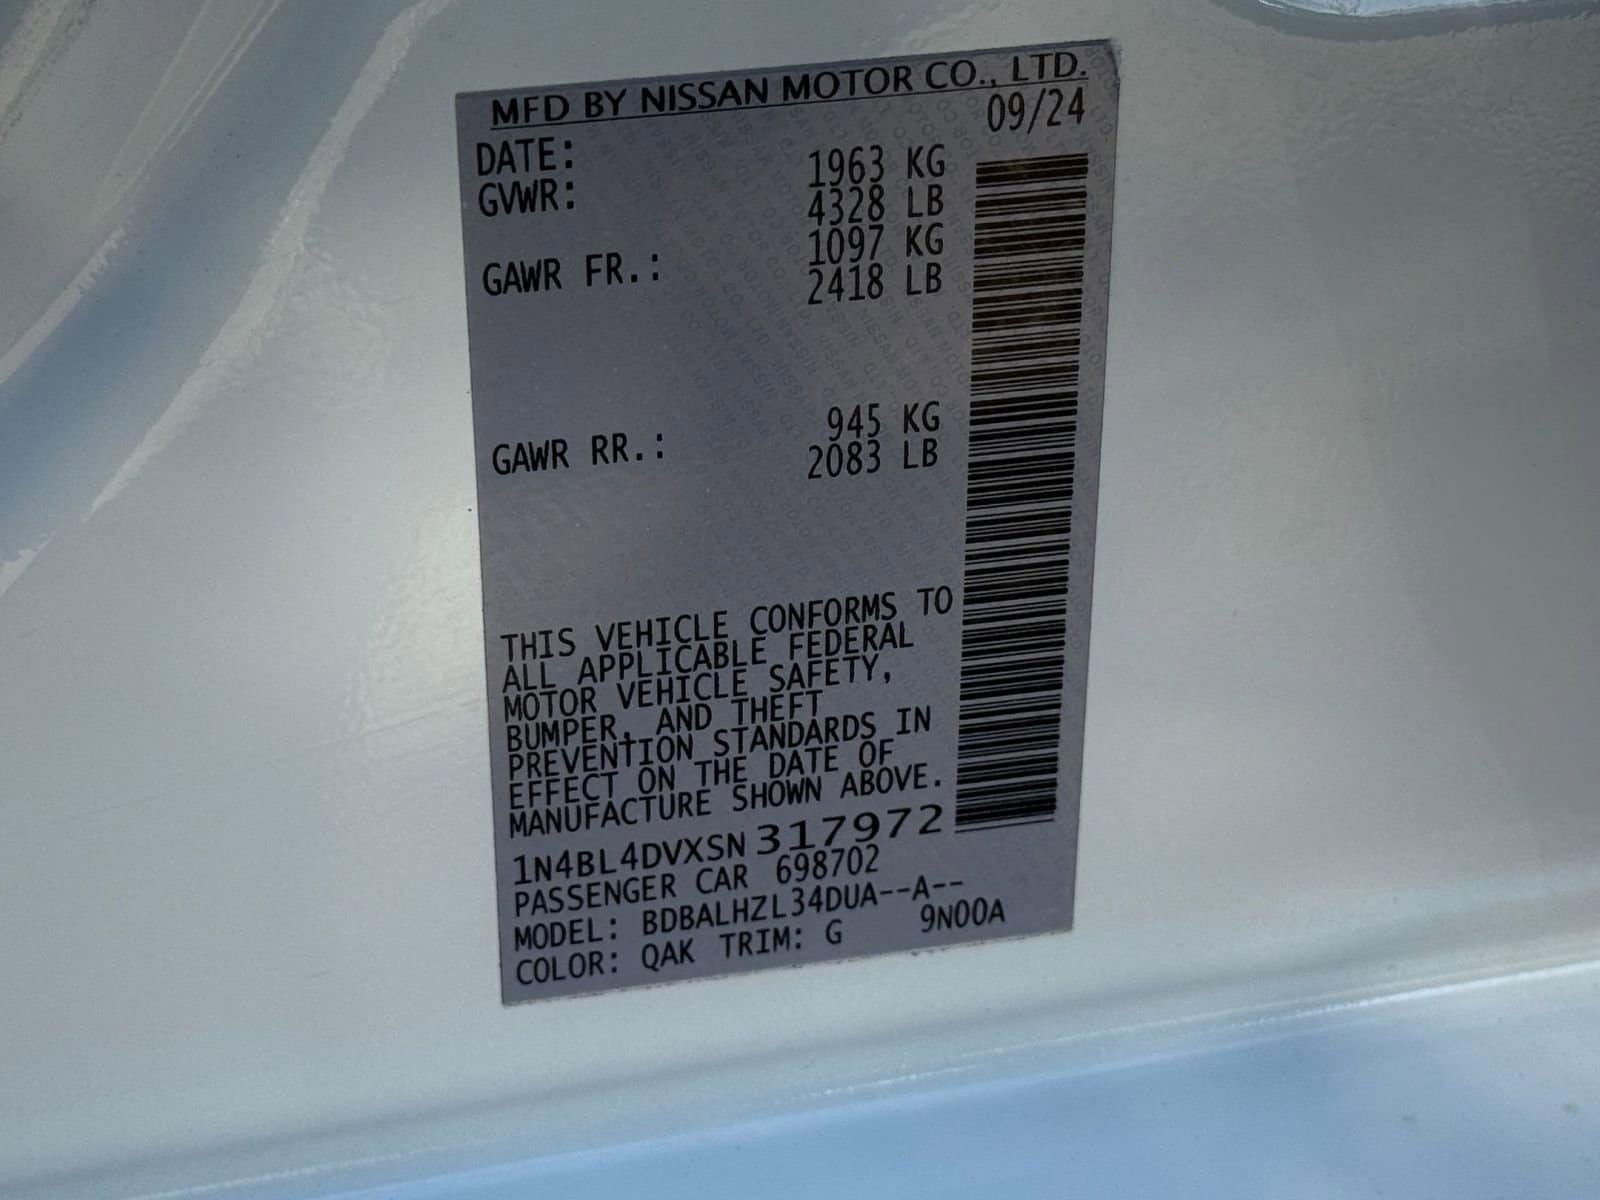 MFD BY NISSAN MOTOR CO., LTD.
DATE: 09/24
GVWR: 1963 KG
4328 LB
GAWR FR.: 1097 KG
2418 LB
GAWR RR.: 945 KG
2083 LB
THIS VEHICLE CONFORMS TO
ALL APPLICABLE FEDERAL
MOTOR VEHICLE SAFETY,
BUMPER, AND THEFT
PREVENTION STANDARDS IN
EFFECT ON THE DATE OF
MANUFACTURE SHOWN ABOVE.
1N4BL4DVXSN317972
PASSENGER CAR 698702
MODEL: BDBALHZL34DUA--A--
COLOR: QAK TRIM: G 9N00A